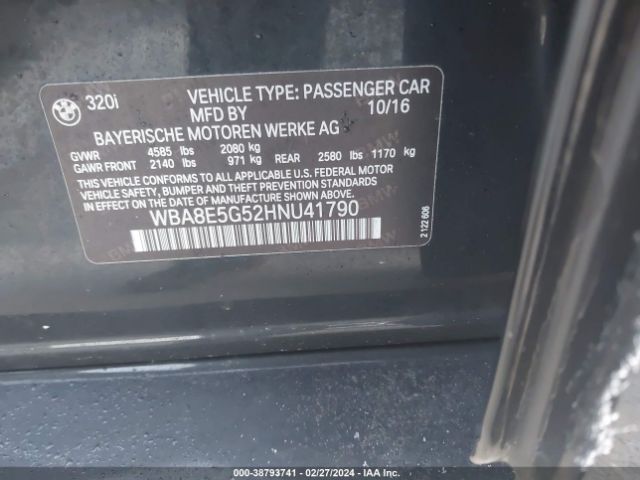 320i VEHICLE TYPE: PASSENGER CAR
MFD BY 10/16
BAYERISCHE MOTOREN WERKE AG
GVWR 4585 lbs 2080 kg
GAWR FRONT 2140 lbs 971 kg REAR 2580 lbs 1170 kg
THIS VEHICLE CONFORMS TO ALL APPLICABLE U.S. FEDERAL MOTOR
VEHICLE SAFETY, BUMPER AND THEFT PREVENTION STANDARDS
IN EFFECT ON THE DATE OF MANUFACTURE SHOWN ABOVE.
WBA8E5G52HNU41790
2 122 606
000-38793741 - 02/27/2024 - IAA Inc.